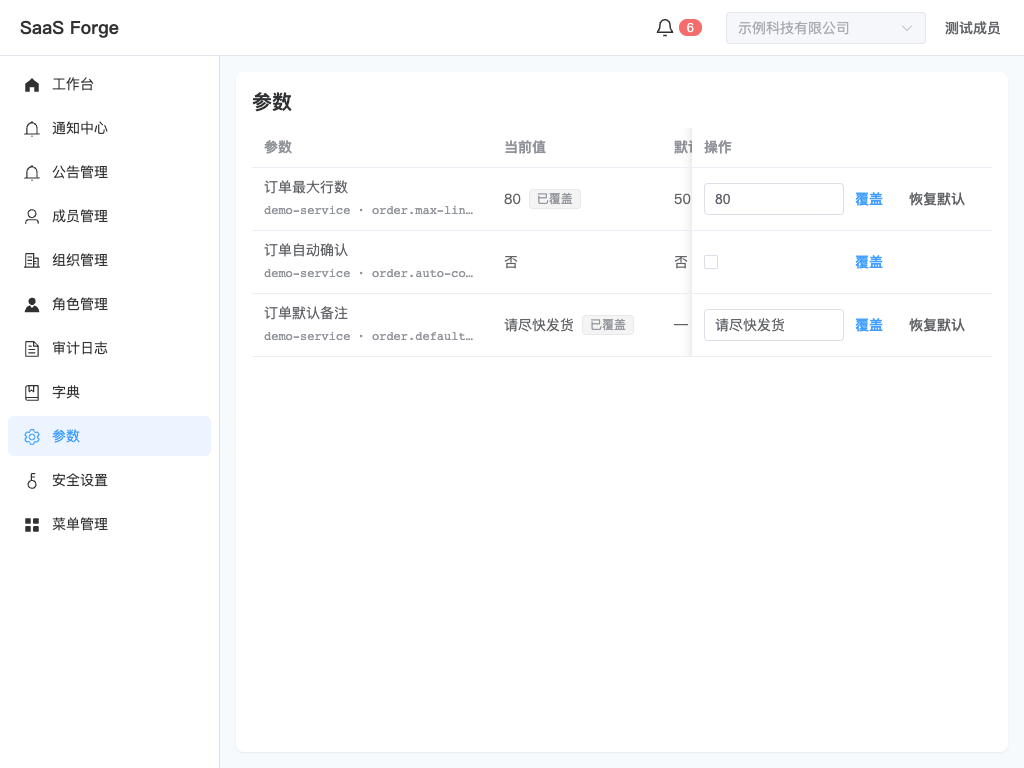 SaaS Forge
6
示例科技有限公司
测试成员
工作台
通知中心
公告管理
成员管理
组织管理
角色管理
审计日志
字典
参数
安全设置
菜单管理
参数
参数 当前值 默认 操作
订单最大行数
demo-service · order.max-lin…
80 已覆盖 50 80 覆盖 恢复默认
订单自动确认
demo-service · order.auto-co…
否 否 覆盖
订单默认备注
demo-service · order.default…
请尽快发货 已覆盖 — 请尽快发货 覆盖 恢复默认